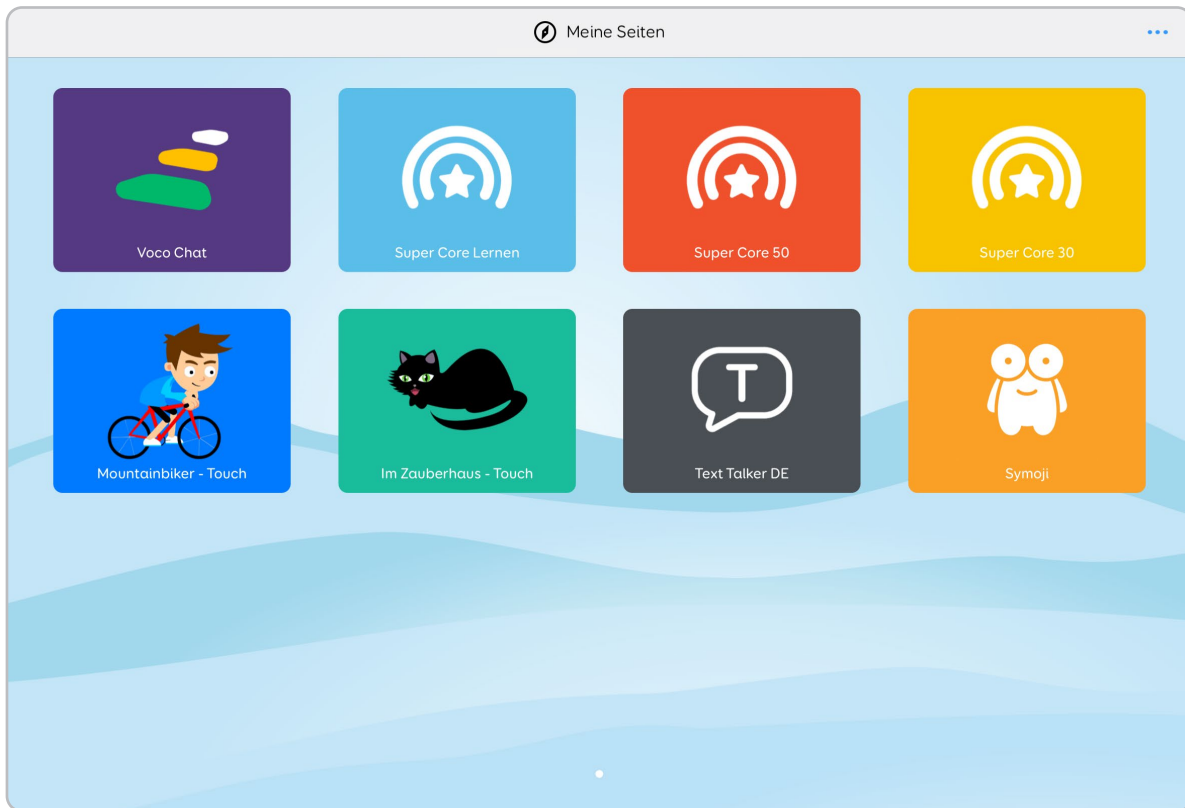 Meine Seiten
Voco Chat
Super Core Lernen
Super Core 50
Super Core 30
Mountainbiker - Touch
Im Zauberhaus - Touch
T
Text Talker DE
Symoji